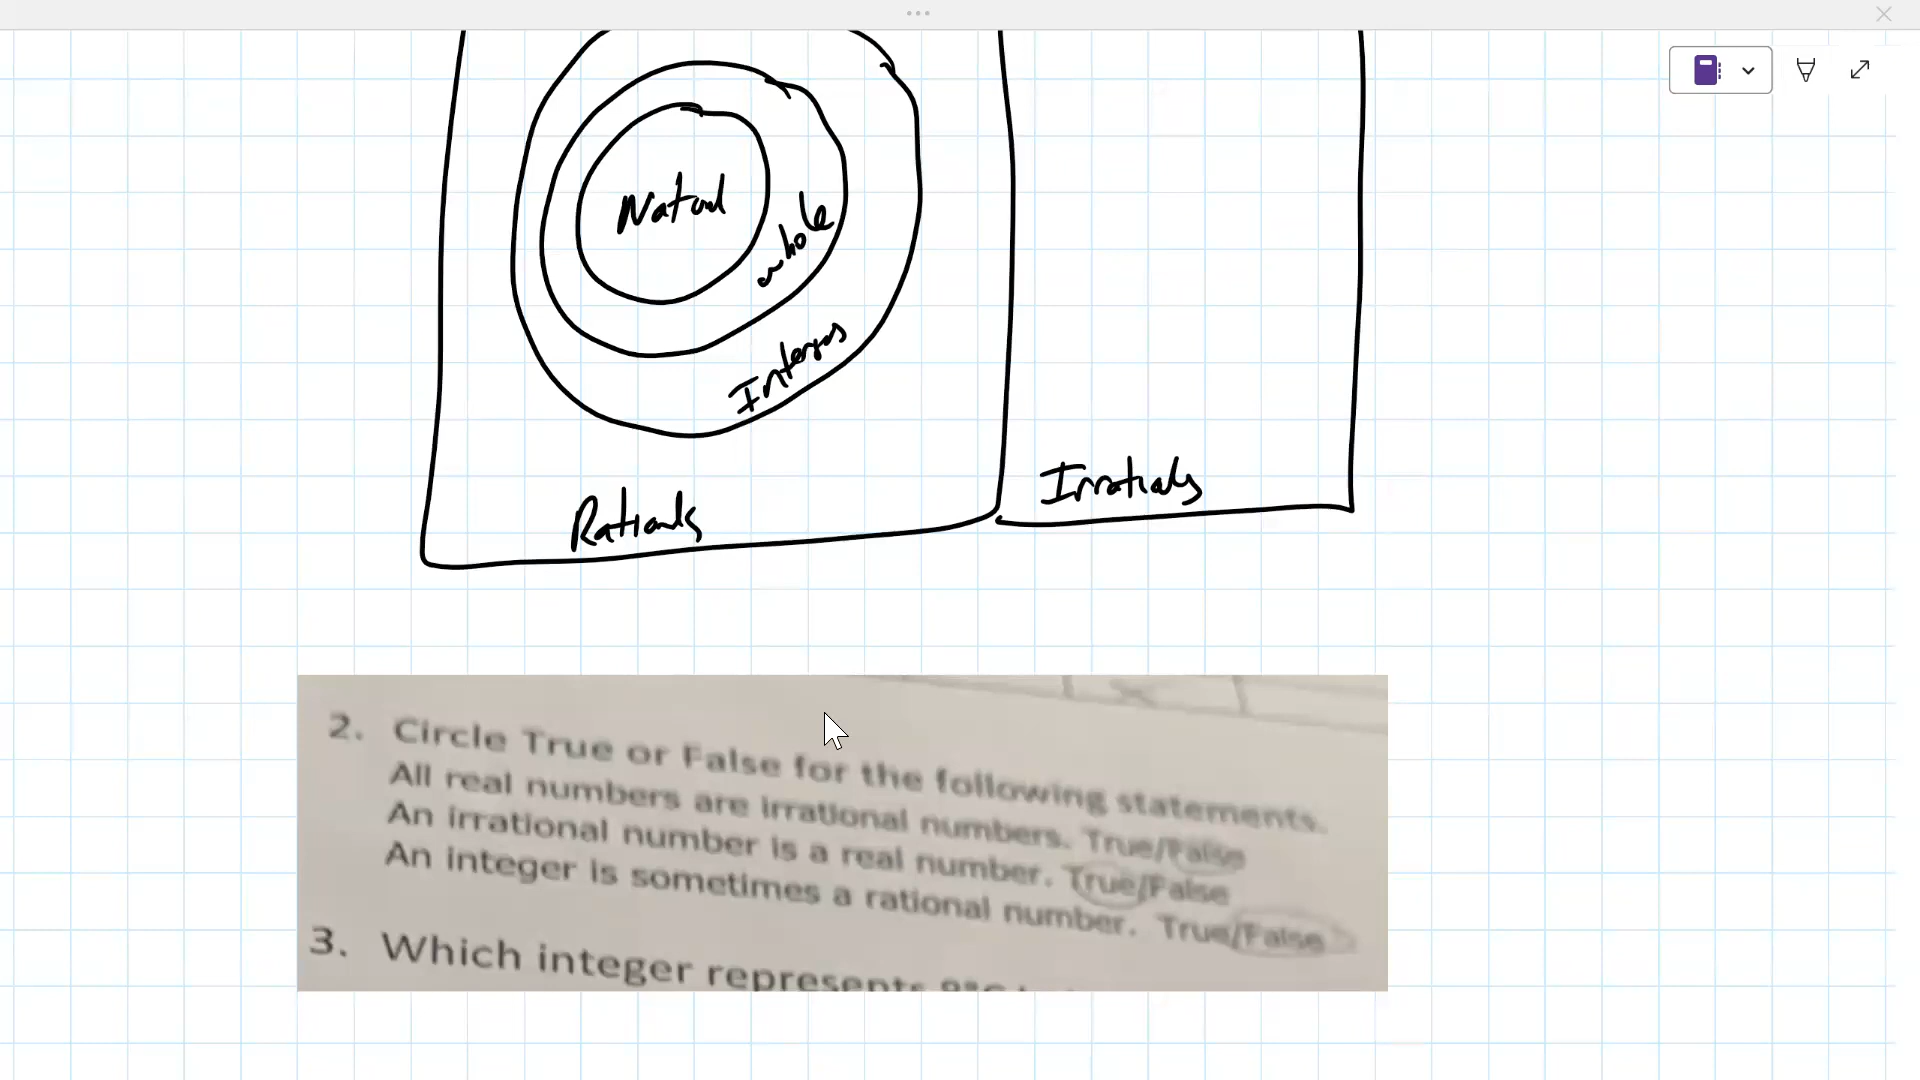 Natural
whole
Integers
Rationals
Irrationals
2. Circle True or False for the following statements.
All real numbers are irrational numbers. True/False
An irrational number is a real number. True/False
An integer is sometimes a rational number. True/False
3. Which integer represents